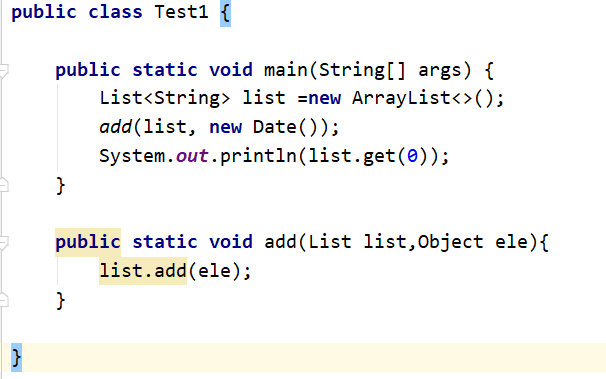 public class Test1 {
public static void main(String[] args) {
List<String> list =new ArrayList<>();
add(list, new Date());
System.out.println(list.get(0));
}
public static void add(List list,Object ele){
list.add(ele);
}
}